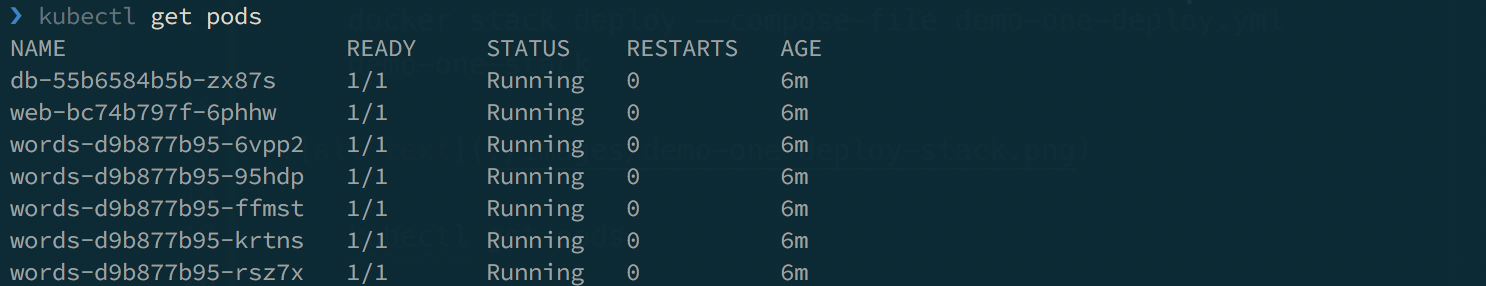 ❯ kubectl get pods
NAME READY STATUS RESTARTS AGE
db-55b6584b5b-zx87s 1/1 Running 0 6m
web-bc74b797f-6phhw 1/1 Running 0 6m
words-d9b877b95-6vpp2 1/1 Running 0 6m
words-d9b877b95-95hdp 1/1 Running 0 6m
words-d9b877b95-ffmst 1/1 Running 0 6m
words-d9b877b95-krtns 1/1 Running 0 6m
words-d9b877b95-rsz7x 1/1 Running 0 6m